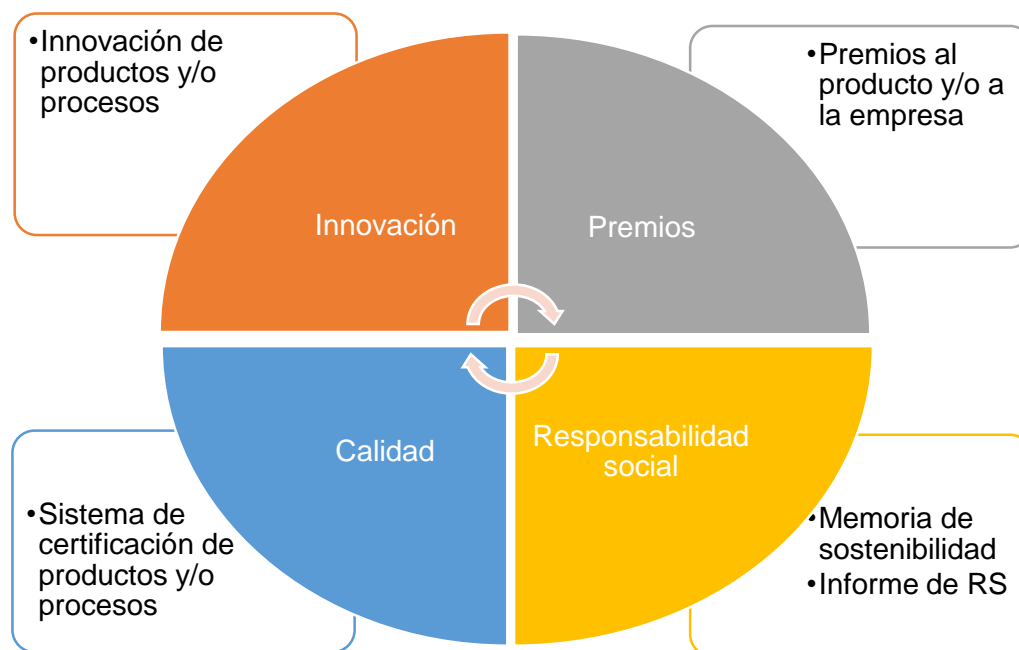 •Innovación de
productos y/o
procesos
•Premios al
producto y/o a
la empresa
Innovación
Premios
Calidad
Responsabilidad
social
•Sistema de
certificación de
productos y/o
procesos
•Memoria de
sostenibilidad
•Informe de RS